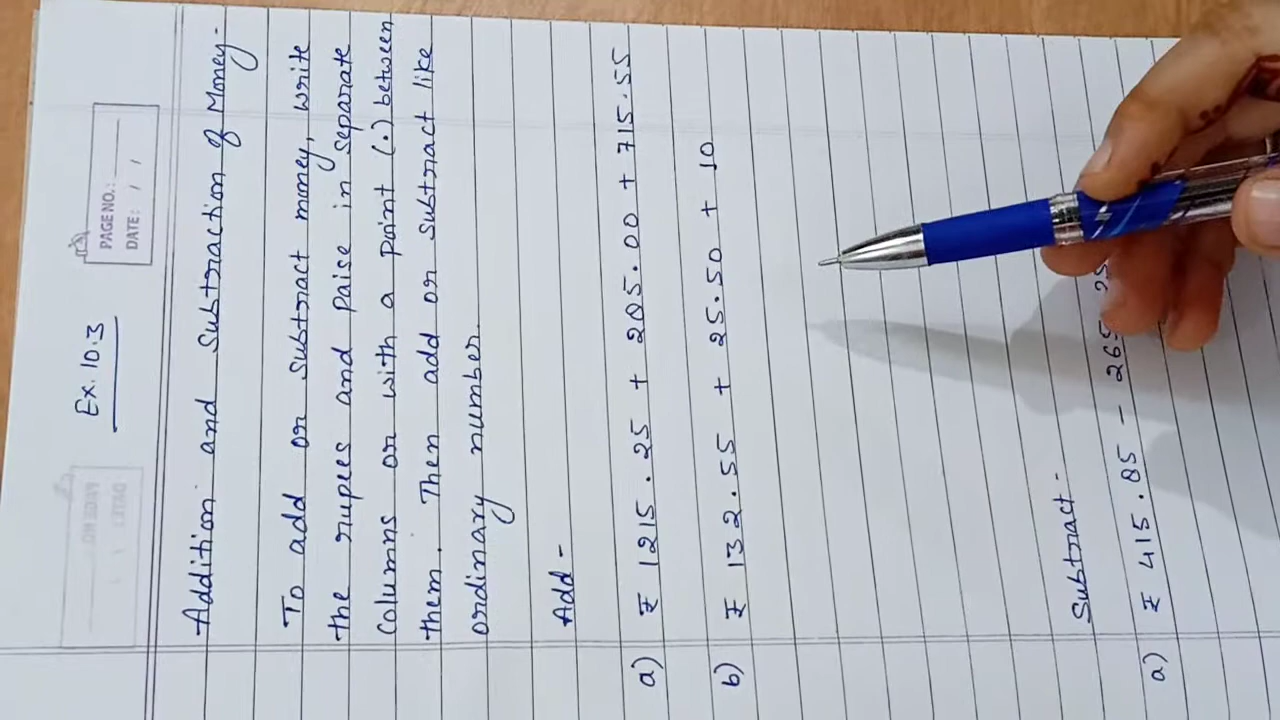 PAGE NO.:
DATE: / /
Ex. 10.3
Addition and Subtraction of Money-
To add or subtract money, write
the rupees and paise in separate
columns or with a point (.) between
them. Then add or subtract like
ordinary number.
Add-
a) ₹ 1215.25 + 205.00 + 715.55
b) ₹ 132.55 + 25.50 + 10
Subtract-
a) ₹ 415.85 -